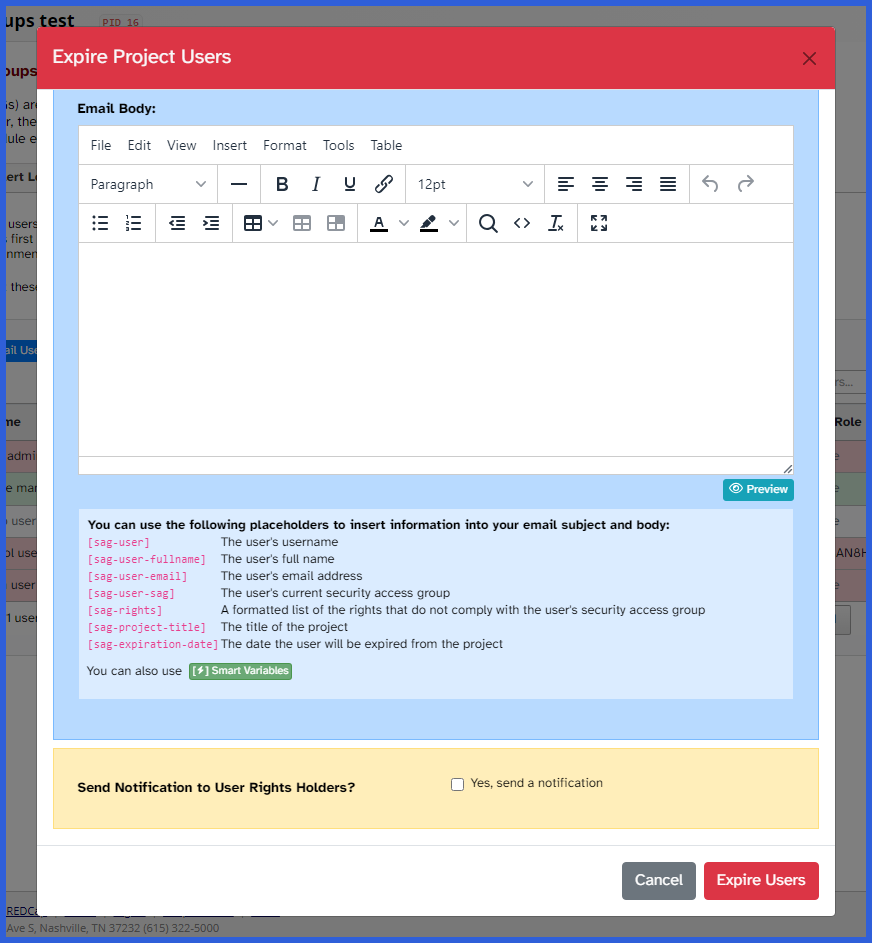 ups test PID 16
Expire Project Users
Email Body:
File Edit View Insert Format Tools Table
Paragraph B I U 12pt
A
Preview
You can use the following placeholders to insert information into your email subject and body:
[sag-user] The user's username
[sag-user-fullname] The user's full name
[sag-user-email] The user's email address
[sag-user-sag] The user's current security access group
[sag-rights] A formatted list of the rights that do not comply with the user's security access group
[sag-project-title] The title of the project
[sag-expiration-date] The date the user will be expired from the project
You can also use [⚡] Smart Variables
Send Notification to User Rights Holders? Yes, send a notification
Cancel Expire Users
Role
REDCa
Ave S, Nashville, TN 37232 (615) 322-5000